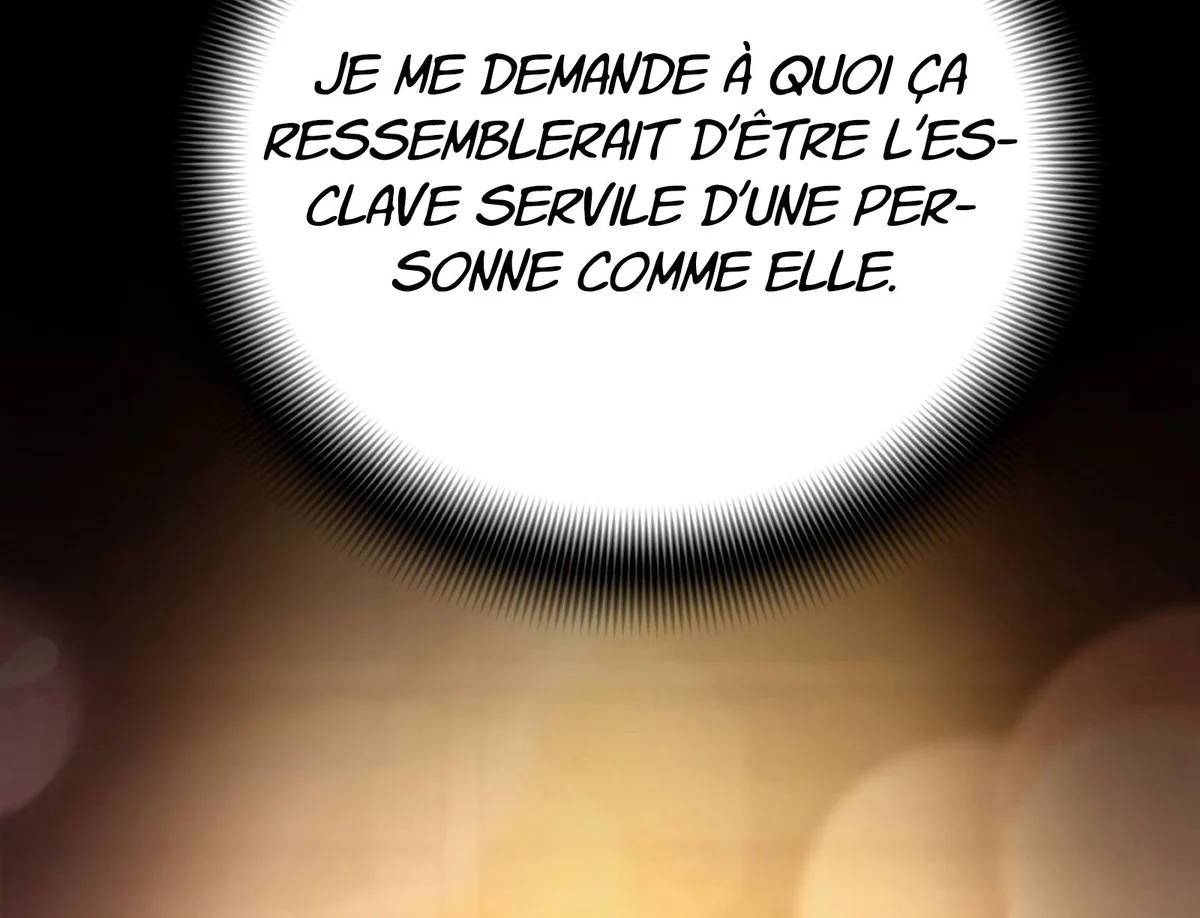 JE ME DEMANDE À QUOI ÇA
RESSEMBLERAIT D'ÊTRE L'ES-
CLAVE SERVILE D'UNE PER-
SONNE COMME ELLE.